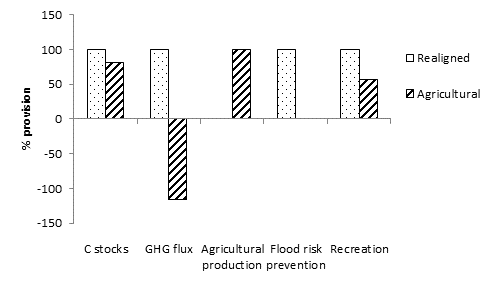 150
100
50
0
-50
-100
-150
% provision
C stocks
GHG flux
Agricultural
production
Flood risk
prevention
Recreation
Realigned
Agricultural